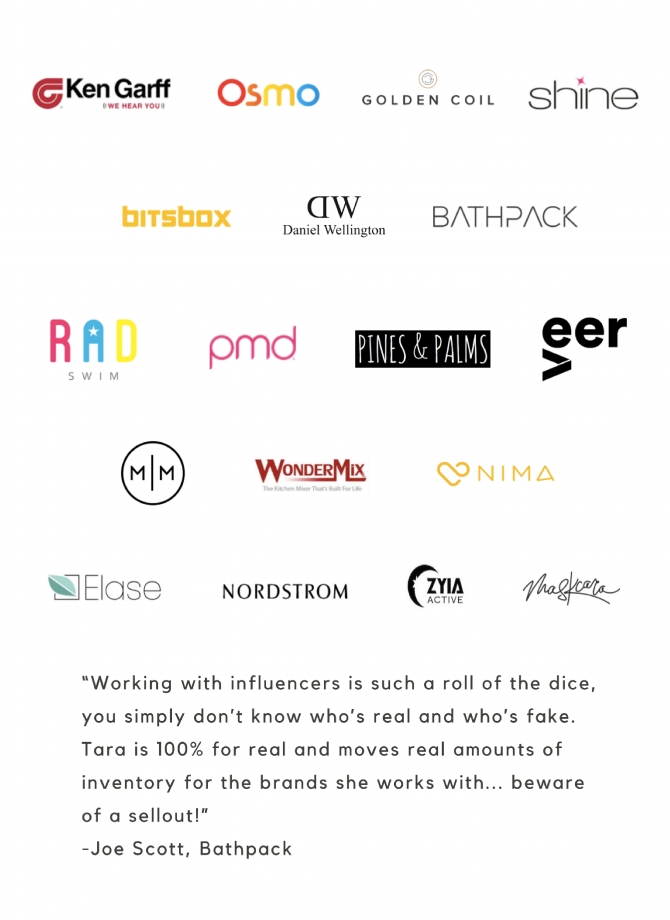 Ken Garff
WE HEAR YOU
Osmo
GOLDEN COIL
shine
bitsbox
DW
Daniel Wellington
BATHPACK
RAD
SWIM
pmd
PINES & PALMS
Veer
M|M
WONDERMIX
The Kitchen Mixer That's Built For Life
NIMA
Elase
NORDSTROM
ZYIA
ACTIVE
maskcara
“Working with influencers is such a roll of the dice,
you simply don’t know who’s real and who’s fake.
Tara is 100% for real and moves real amounts of
inventory for the brands she works with... beware
of a sellout!”
-Joe Scott, Bathpack